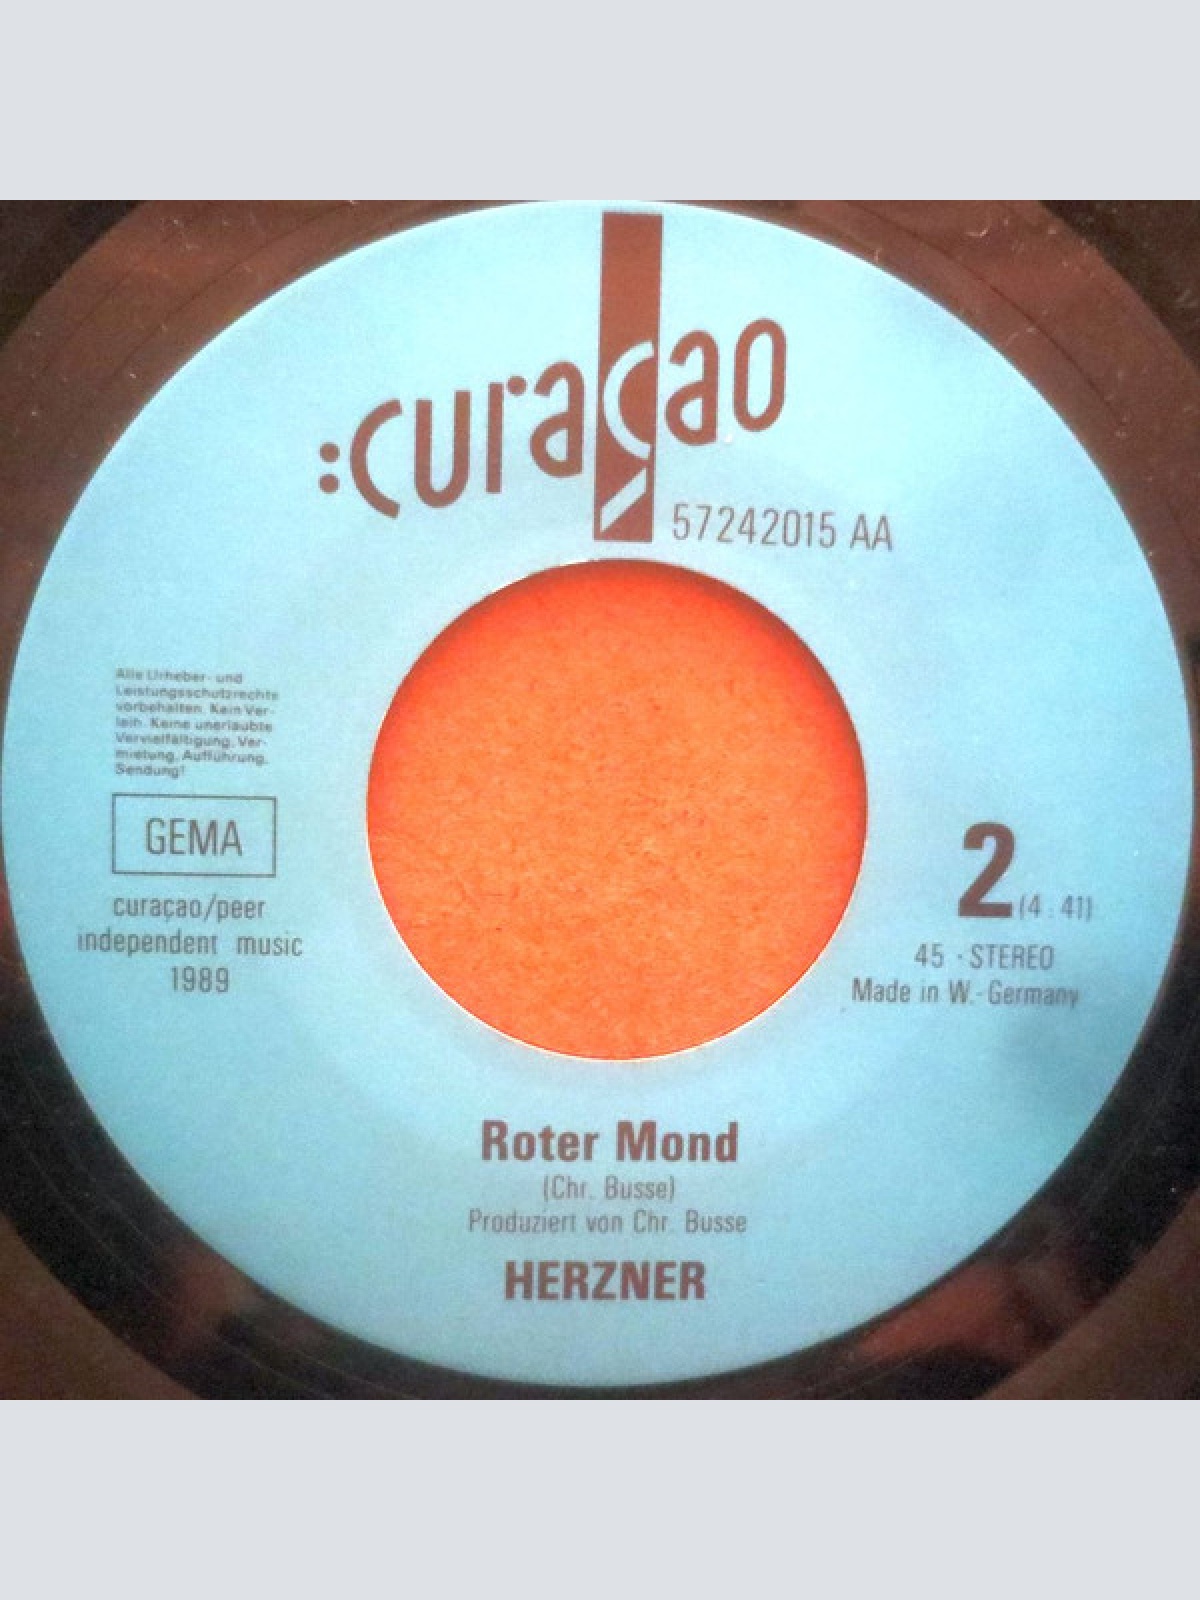 :curaçao
57242015 AA
Alle Urheber- und
Leistungsschutzrechte
vorbehalten. Kein Ver-
leih. Keine unerlaubte
Vervielfältigung, Ver-
mietung, Aufführung,
Sendung!
GEMA
curaçao/peer
independent music
1989
2 (4:41)
45 · STEREO
Made in W.-Germany
Roter Mond
(Chr. Busse)
Produziert von Chr. Busse
HERZNER